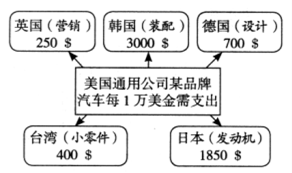 英国（营销）
250 $
韩国（装配）
3000 $
德国（设计）
700 $
美国通用公司某品牌
汽车每1万美金需支出
台湾（小零件）
400 $
日本（发动机）
1850 $